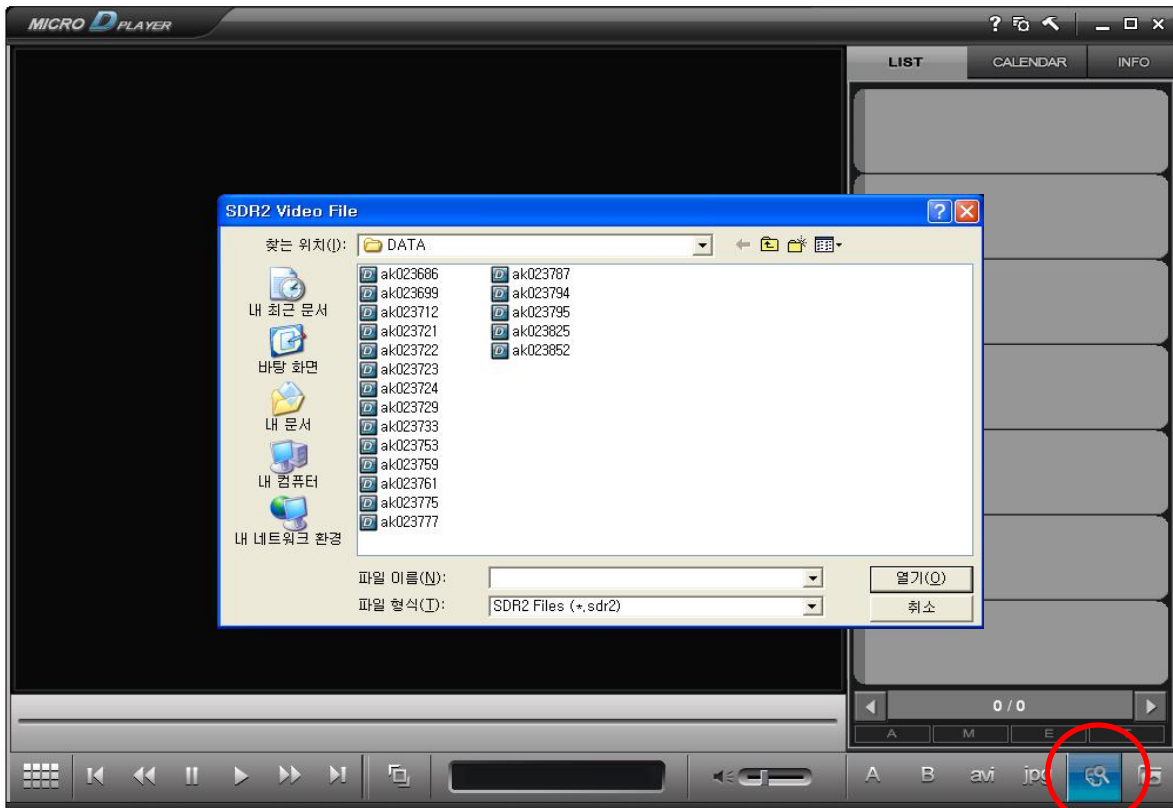 MICRO D PLAYER
LIST CALENDAR INFO
SDR2 Video File
찾는 위치(I): DATA
내 최근 문서
바탕 화면
내 문서
내 컴퓨터
내 네트워크 환경
ak023686
ak023699
ak023712
ak023721
ak023722
ak023723
ak023724
ak023729
ak023733
ak023753
ak023759
ak023761
ak023775
ak023777
ak023787
ak023794
ak023795
ak023825
ak023852
파일 이름(N): 열기(O)
파일 형식(T): SDR2 Files (*.sdr2) 취소
0 / 0
A M E T
A B avi jpg